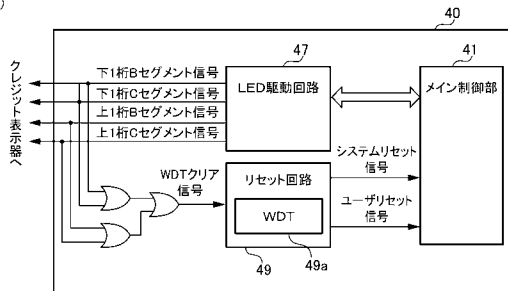 )
40
47
41
下1桁Bセグメント信号
下1桁Cセグメント信号
上1桁Bセグメント信号
上1桁Cセグメント信号
クレジット表示器へ
LED駆動回路
メイン制御部
システムリセット
信号
WDTクリア
信号
リセット回路
WDT
ユーザリセット
信号
49
49a